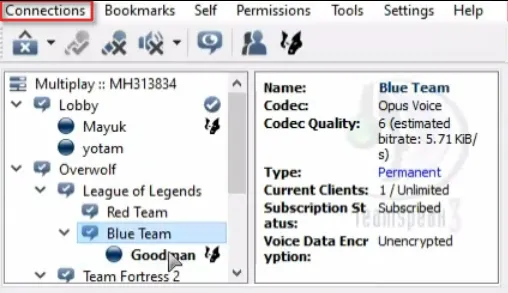 Connections Bookmarks Self Permissions Tools Settings Help
Multiplay :: MH313834
Lobby
Mayuk
yotam
Overwolf
League of Legends
Red Team
Blue Team
Goodman
Team Fortress 2
Name: Blue Team
Codec: Opus Voice
Codec Quality: 6 (estimated
bitrate: 5.71 KiB/
s)
Type: Permanent
Current Clients: 1 / Unlimited
Subscription St Subscribed
atus:
Voice Data Encr Unencrypted
yption:
teamspeak 3